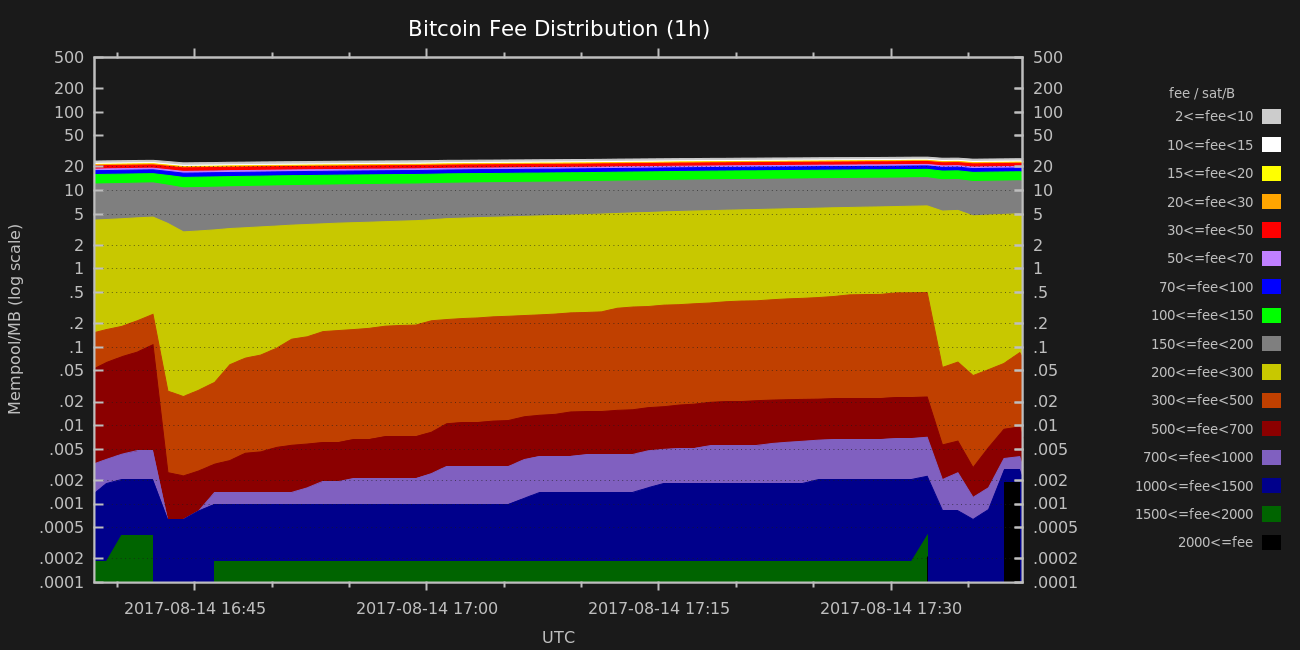 Bitcoin Fee Distribution (1h)
500 500
200 200
100 100
50 50
20 20
10 10
5 5
2 2
1 1
.5 .5
.2 .2
.1 .1
.05 .05
.02 .02
.01 .01
.005 .005
.002 .002
.001 .001
.0005 .0005
.0002 .0002
.0001 .0001
Mempool/MB (log scale)
2017-08-14 16:45 2017-08-14 17:00 2017-08-14 17:15 2017-08-14 17:30
UTC
fee / sat/B
2<=fee<10
10<=fee<15
15<=fee<20
20<=fee<30
30<=fee<50
50<=fee<70
70<=fee<100
100<=fee<150
150<=fee<200
200<=fee<300
300<=fee<500
500<=fee<700
700<=fee<1000
1000<=fee<1500
1500<=fee<2000
2000<=fee